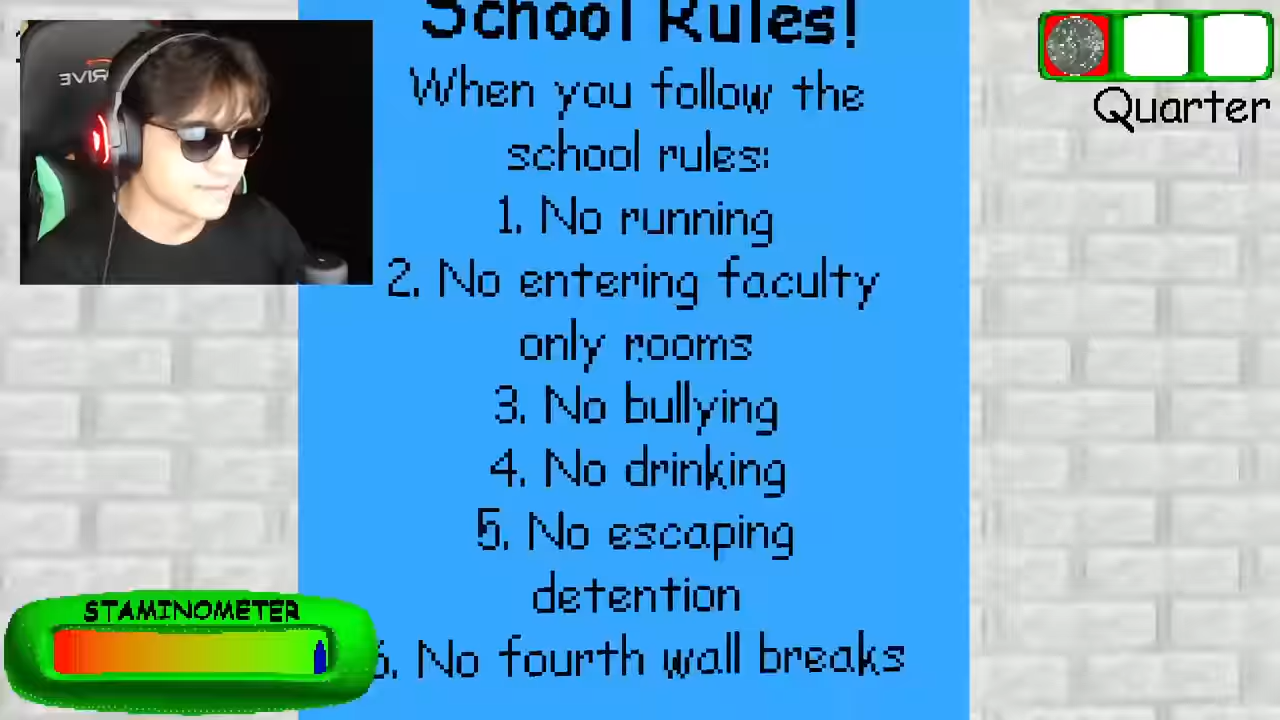 School Rules!
When you follow the
school rules:
1. No running
2. No entering faculty
only rooms
3. No bullying
4. No drinking
5. No escaping
detention
6. No fourth wall breaks
Quarter
STAMINOMETER